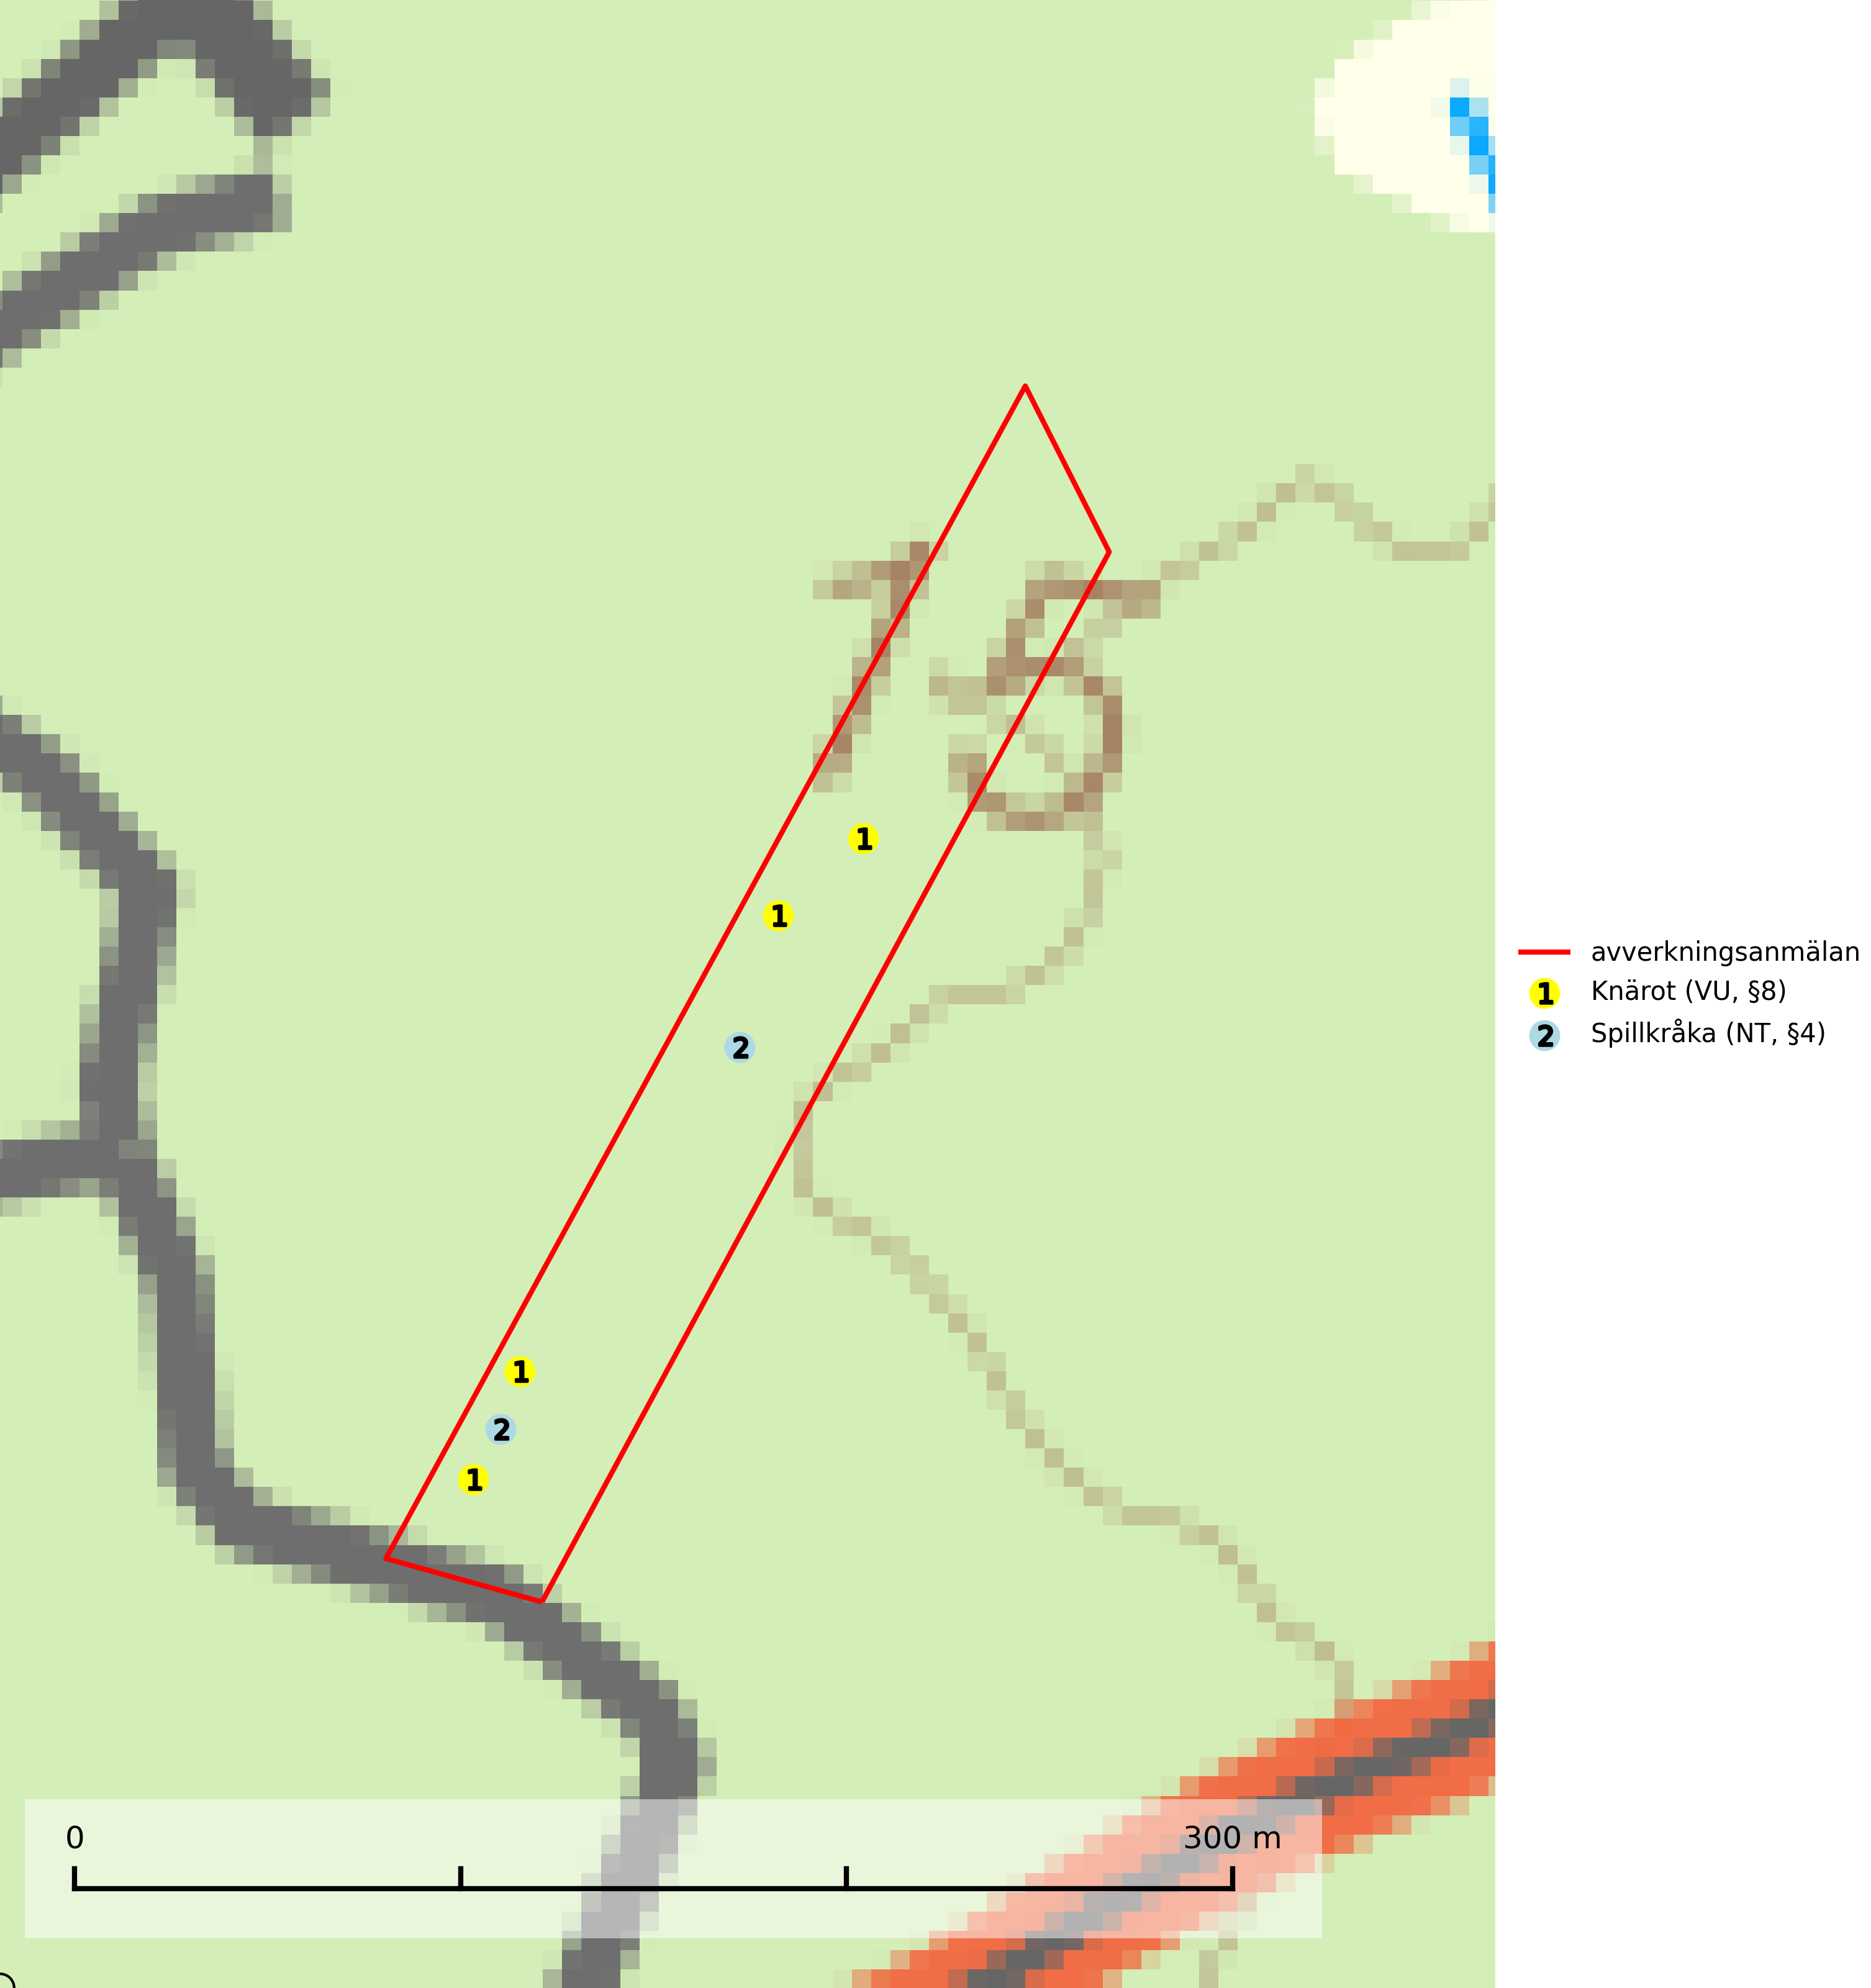 1
1
2
1
2
1
avverkningsanmälan
1 Knärot (VU, §8)
2 Spillkråka (NT, §4)
0 300 m